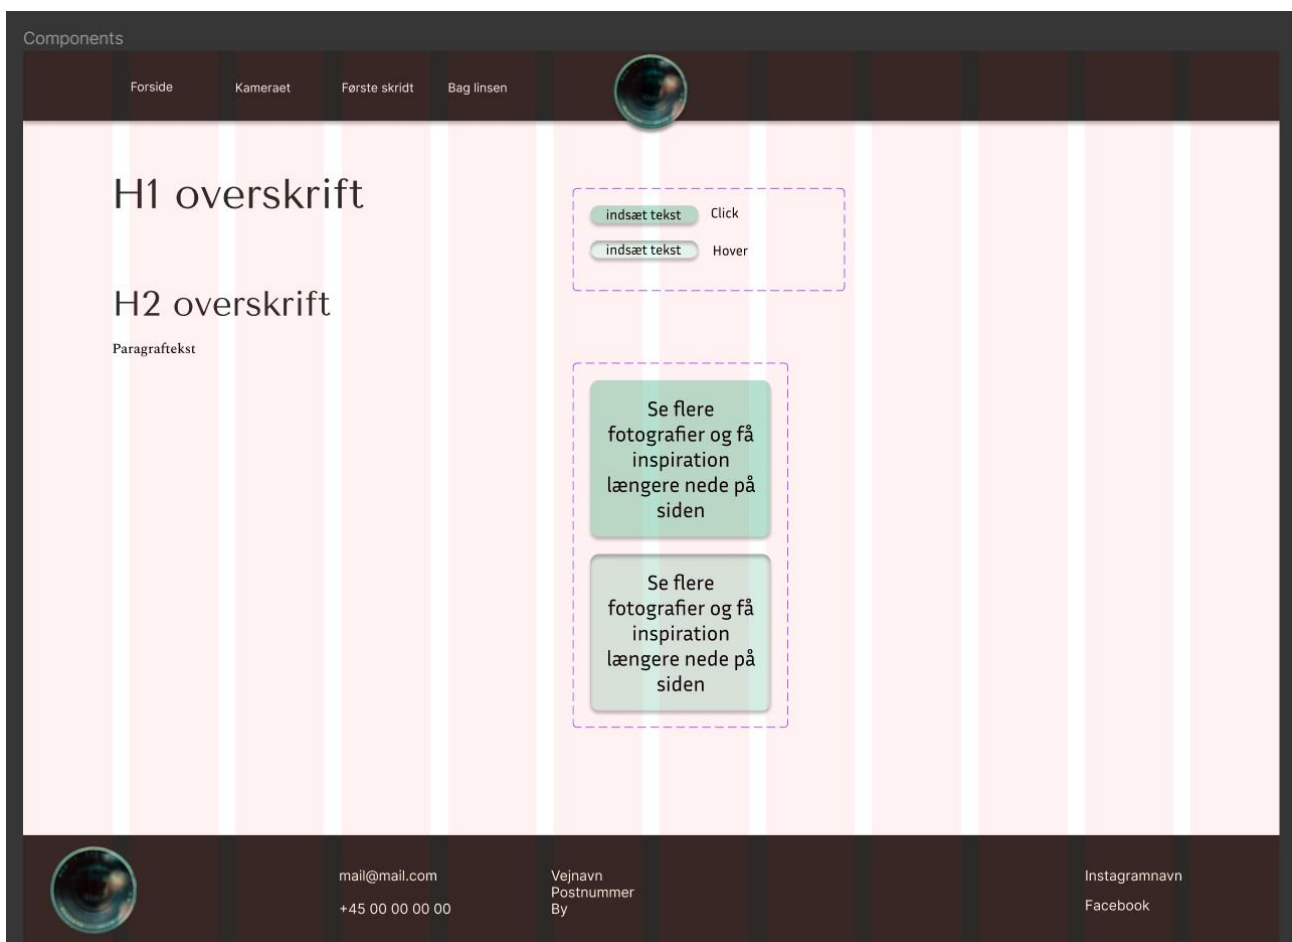 Components
Forside
Kameraet
Første skridt
Bag linsen
H1 overskrift
indsæt tekst
Click
indsæt tekst
Hover
H2 overskrift
Paragraftekst
Se flere
fotografier og få
inspiration
længere nede på
siden
Se flere
fotografier og få
inspiration
længere nede på
siden
mail@mail.com
+45 00 00 00 00
Vejnavn
Postnummer
By
Instagramnavn
Facebook